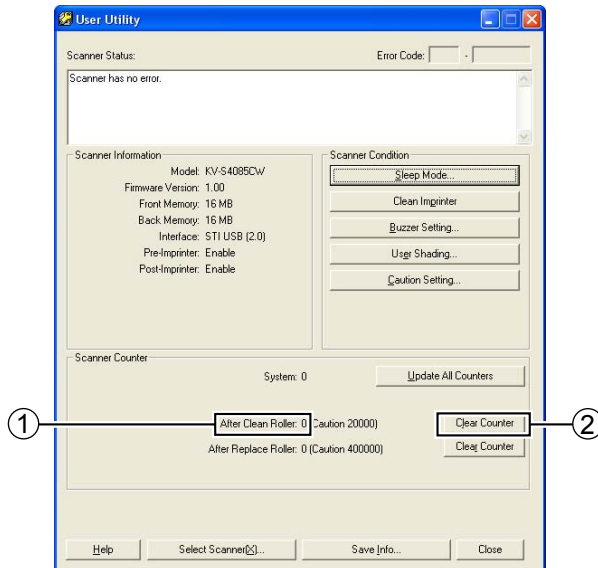 User Utility
Scanner Status:
Error Code: -
Scanner has no error.
Scanner Information
Model: KV-S4085CW
Firmware Version: 1.00
Front Memory: 16 MB
Back Memory: 16 MB
Interface: STI USB (2.0)
Pre-Imprinter: Enable
Post-Imprinter: Enable
Scanner Condition
Sleep Mode...
Clean Imprinter
Buzzer Setting...
User Shading...
Caution Setting...
Scanner Counter
System: 0 Update All Counters
1 After Clean Roller: 0 (Caution 20000) Clear Counter 2
After Replace Roller: 0 (Caution 400000) Clear Counter
Help Select Scanner(X)... Save Info... Close